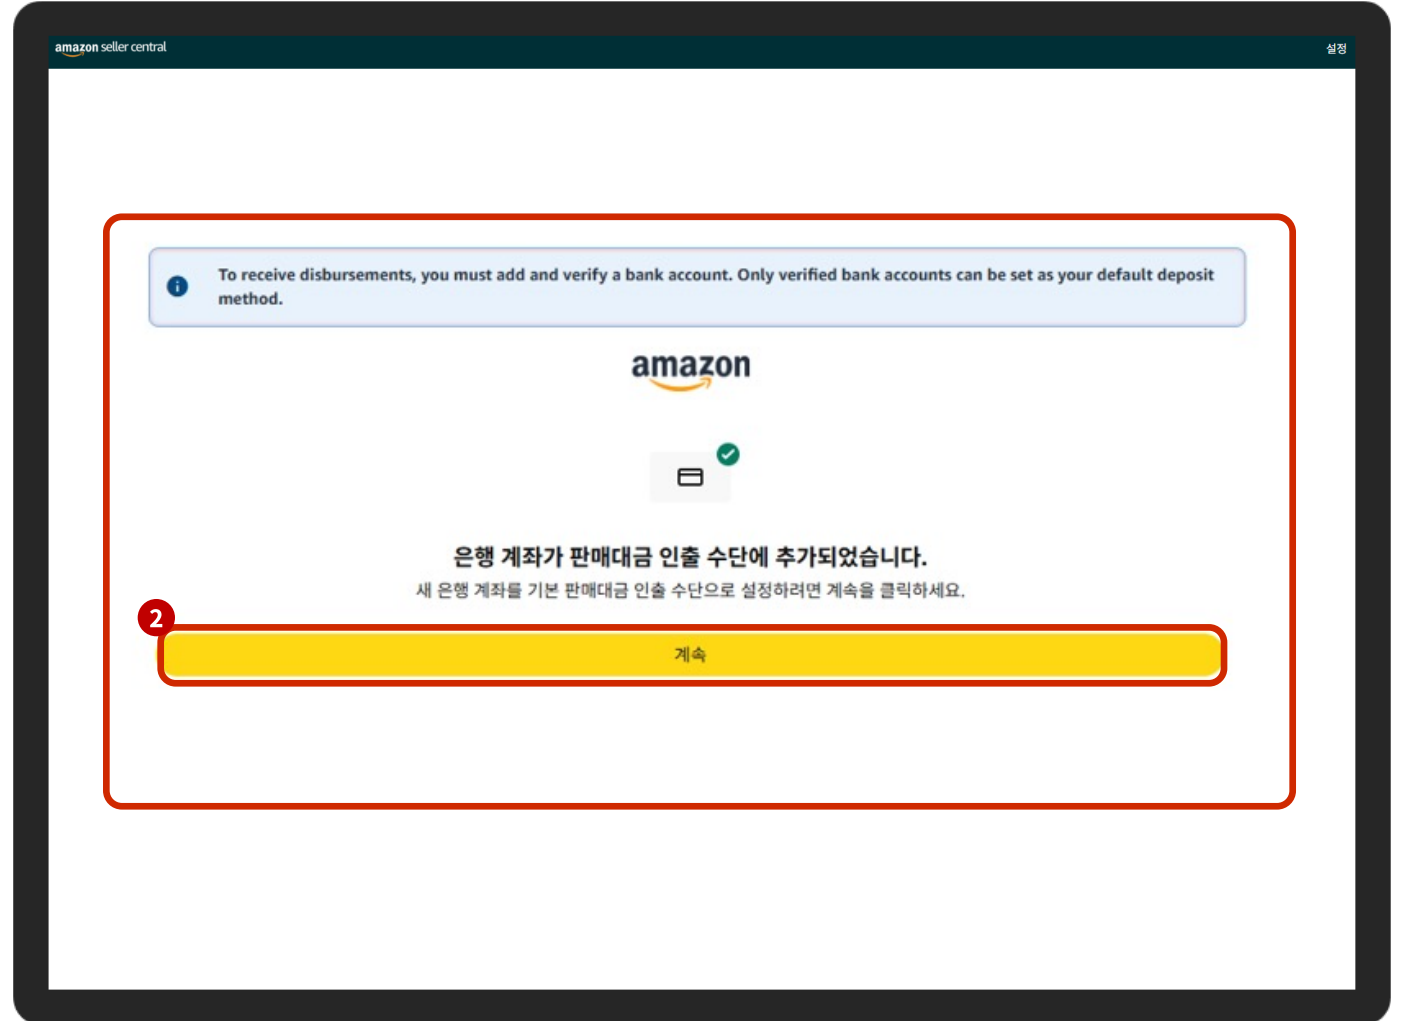 amazon seller central
설정
To receive disbursements, you must add and verify a bank account. Only verified bank accounts can be set as your default deposit
method.
amazon
은행 계좌가 판매대금 인출 수단에 추가되었습니다.
새 은행 계좌를 기본 판매대금 인출 수단으로 설정하려면 계속을 클릭하세요.
2
계속